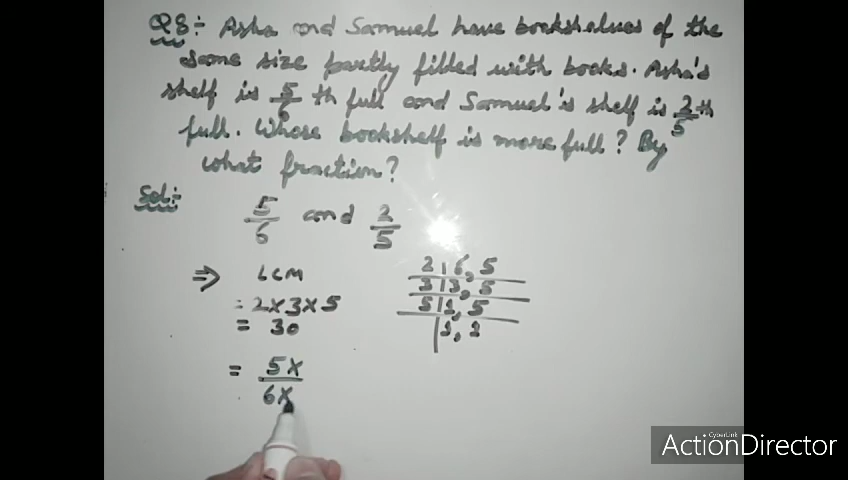 Q8:- Asha and Samuel have bookshelves of the
same size partly filled with books. Asha's
shelf is 5/6 th full and Samuel's shelf is 2/5 th
full. Whose bookshelf is more full? By
what fraction?
Sol:-
5/6 and 2/5
⇒ LCM
= 2×3×5
= 30
= 5×/6×
2|6, 5
3|3, 5
5|1, 5
|1, 1
CyberLink
ActionDirector